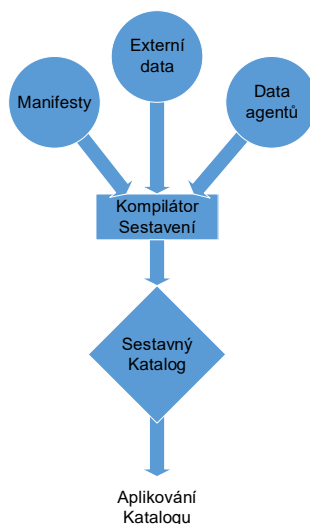 Externí
data
Manifesty
Data
agentů
Kompilátor
Sestavení
Sestavný
Katalog
Aplikování
Katalogu